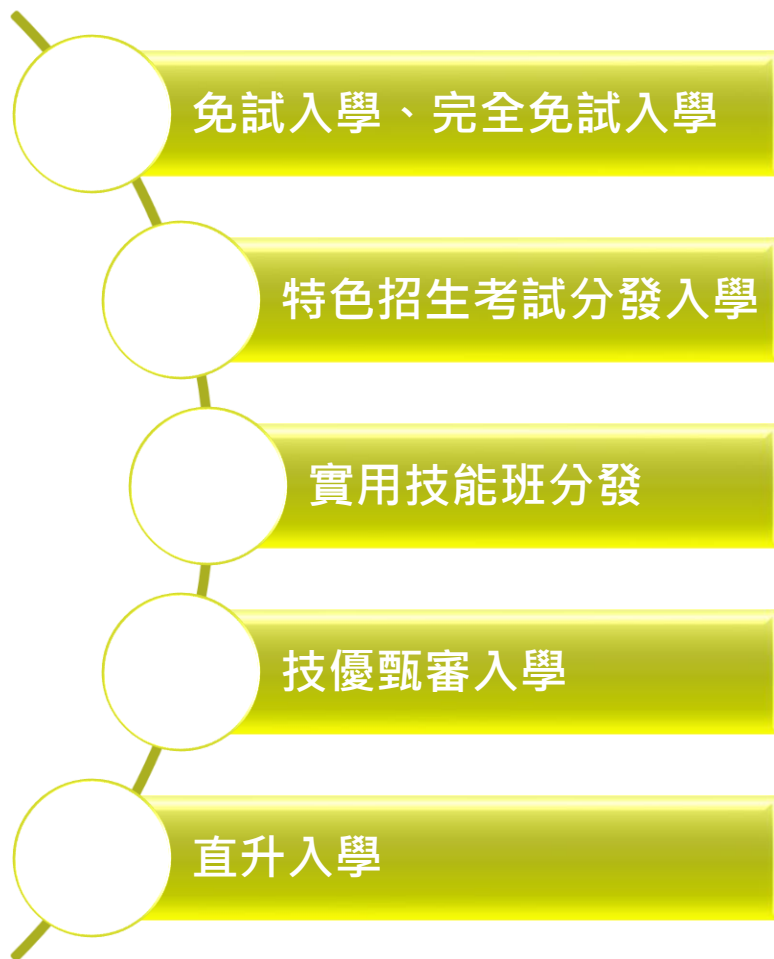 免試入學、完全免試入學
特色招生考試分發入學
實用技能班分發
技優甄審入學
直升入學